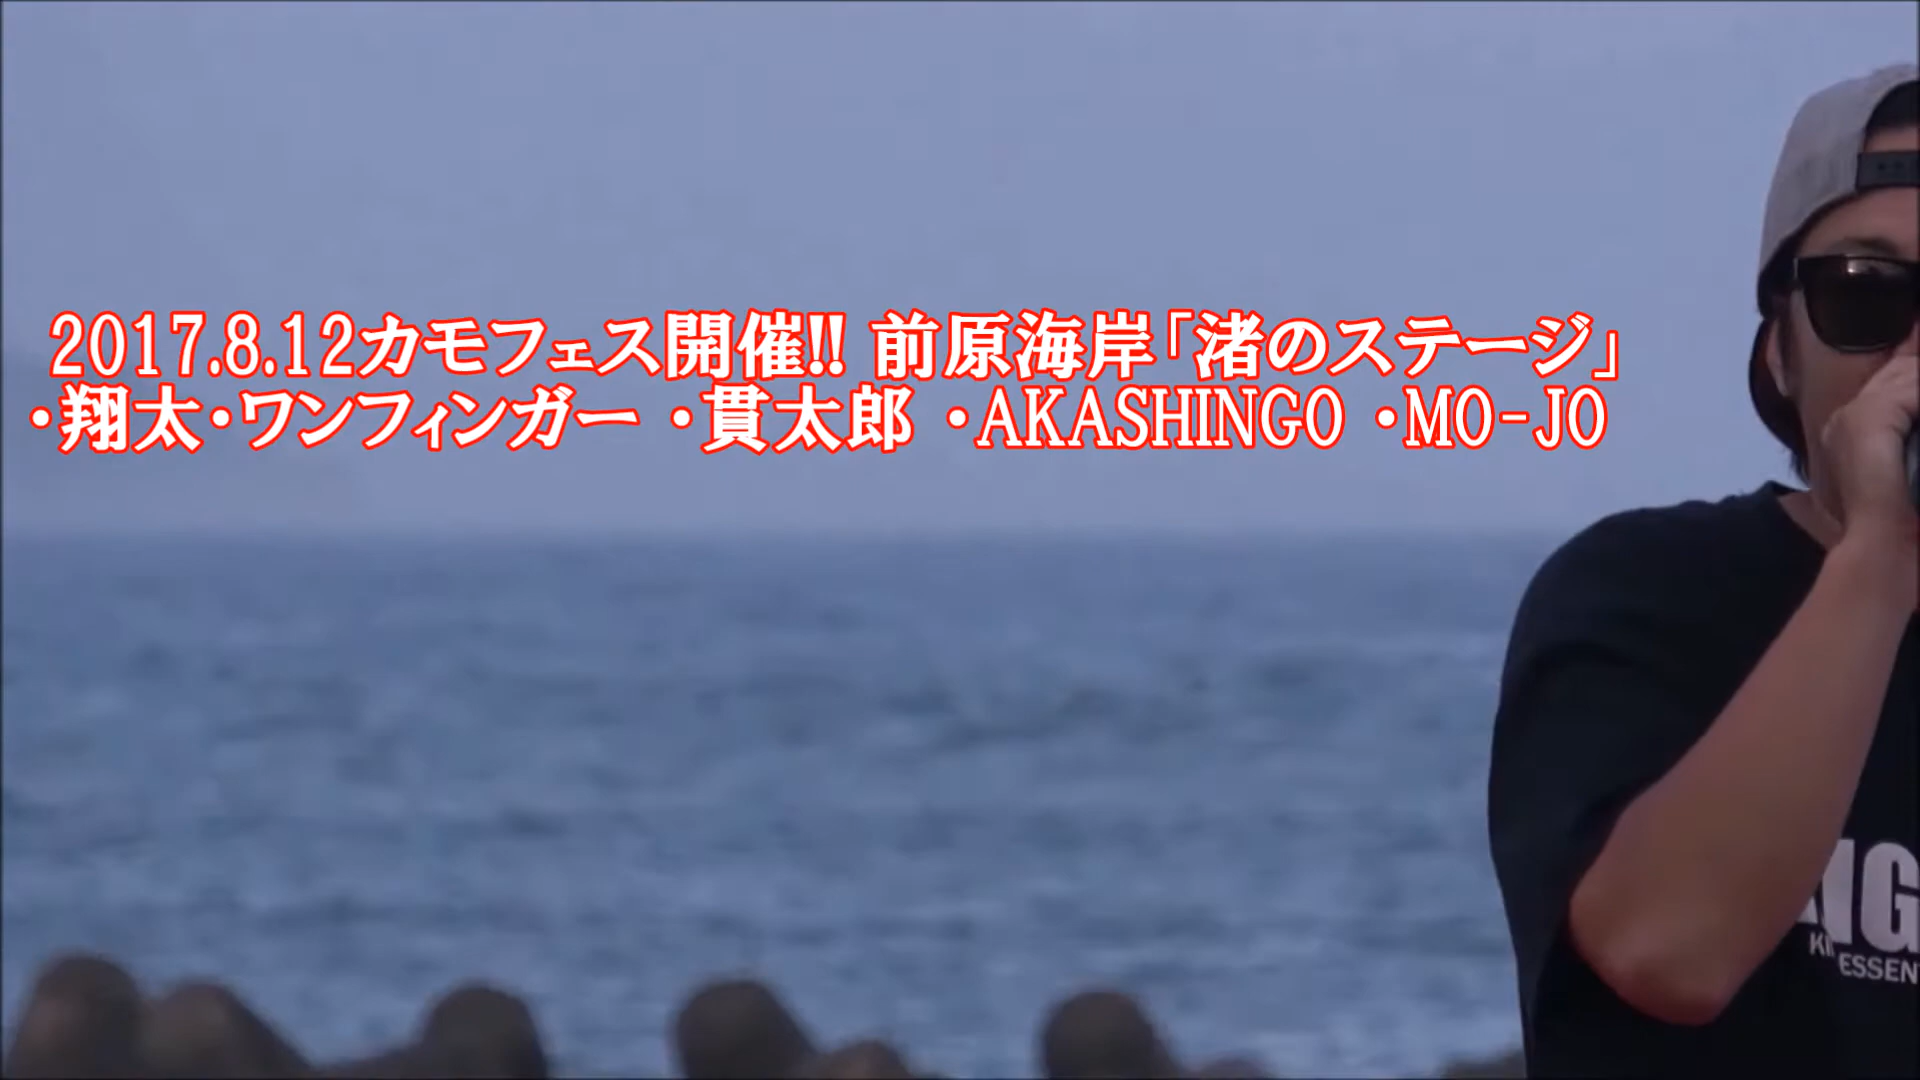 2017.8.12カモフェス開催!! 前原海岸「渚のステージ」
・翔太・ワンフィンガー ・貫太郎 ・AKASHINGO ・MO-JO
ESSEN